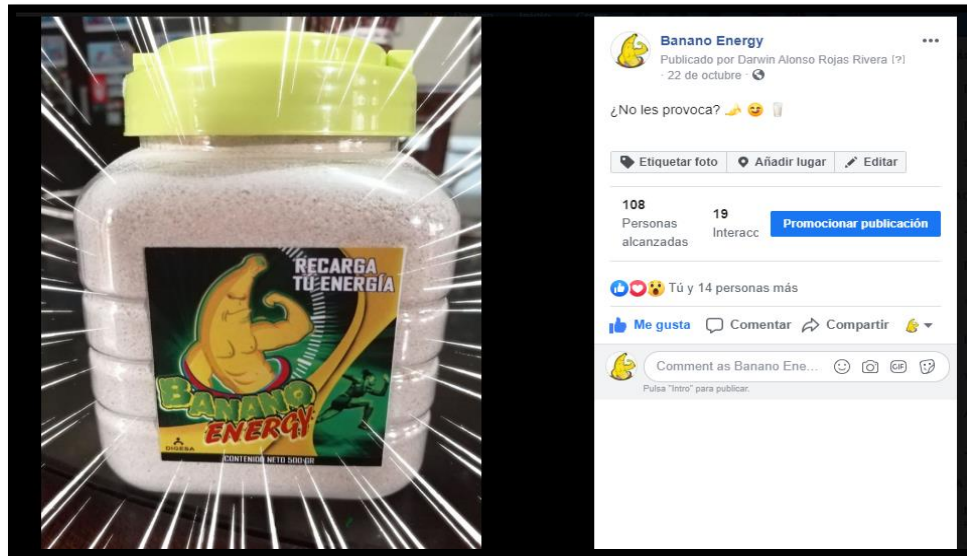 RECARGA
TÚ ENERGÍA
BANANO
ENERGY
DIGESA
CONTENIDO NETO 500 GR
Banano Energy
Publicado por Darwin Alonso Rojas Rivera [?]
· 22 de octubre ·
¿No les provoca?
Etiquetar foto Añadir lugar Editar
108
Personas
alcanzadas
19
Interacc
Promocionar publicación
Tú y 14 personas más
Me gusta Comentar Compartir
Comment as Banano Ene... GIF
Pulsa "Intro" para publicar.